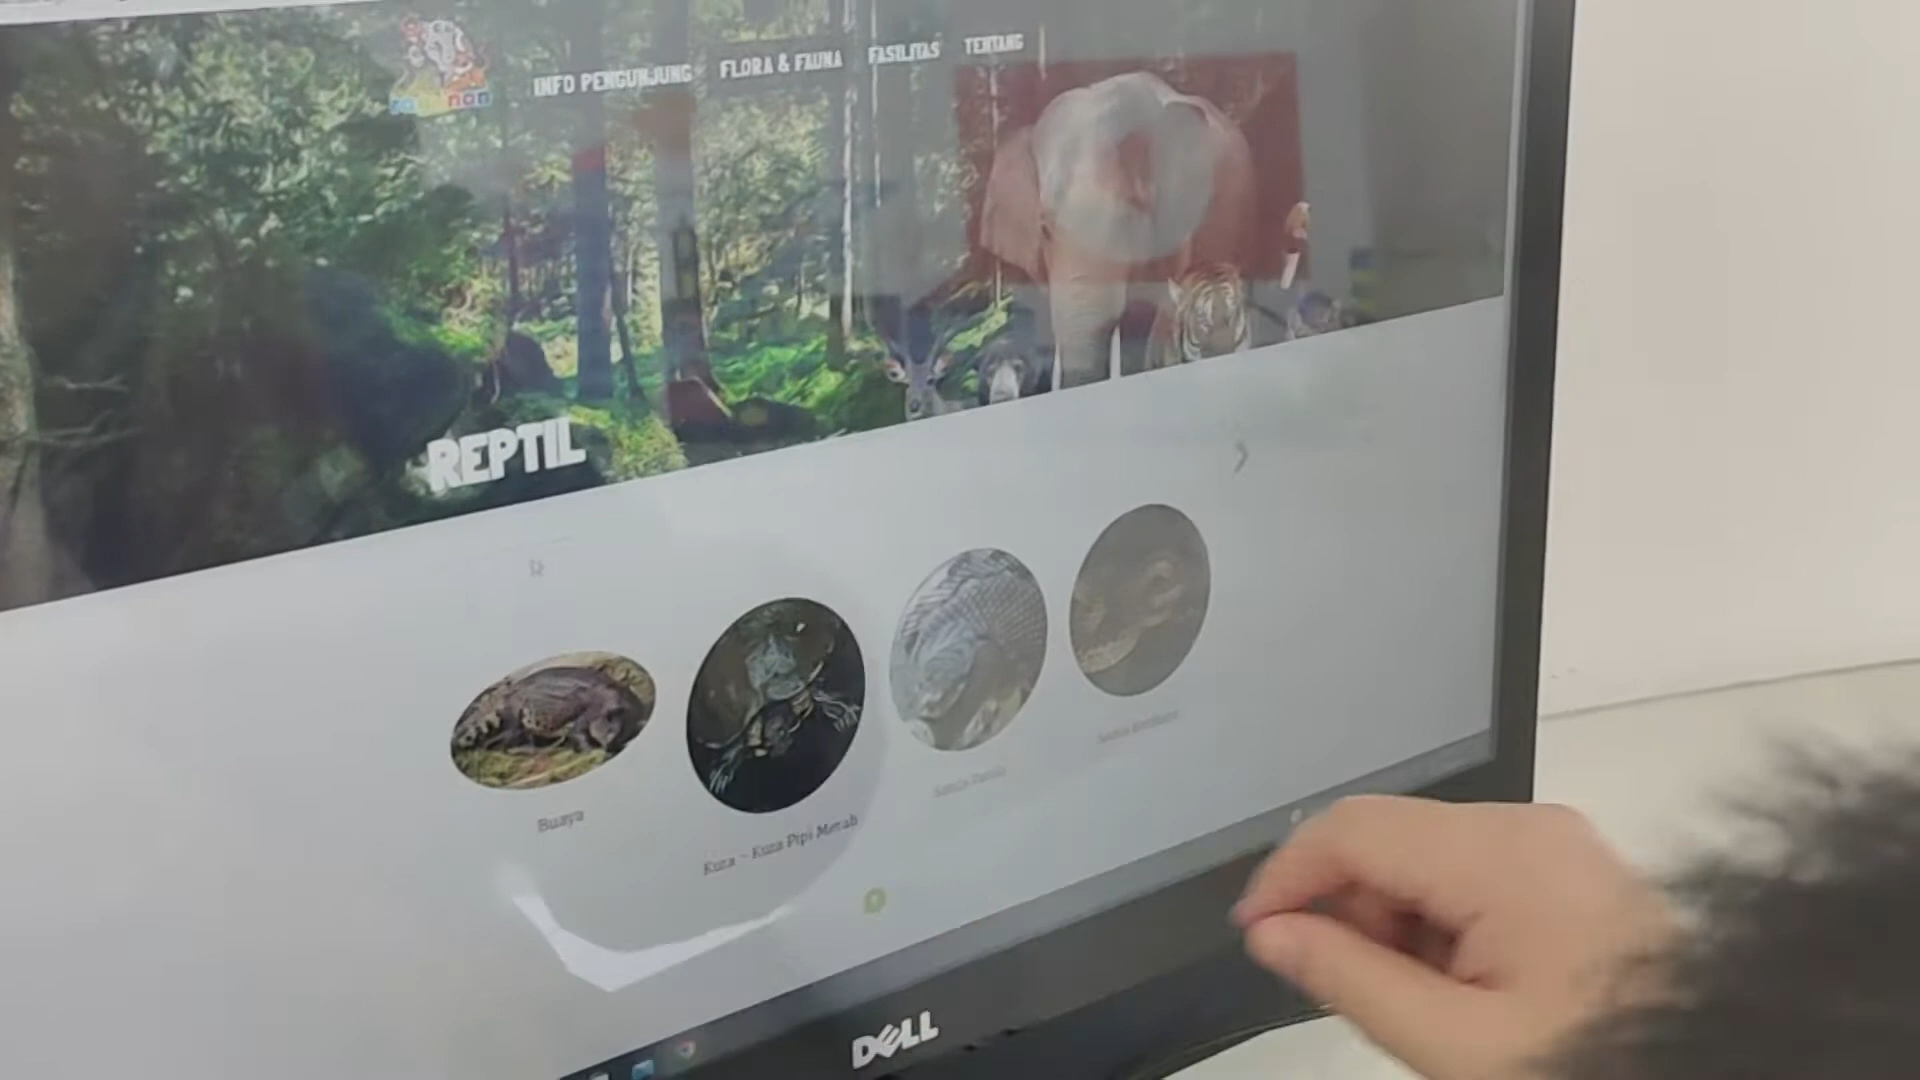 INFO PENGUNJUNG FLORA & FAUNA FASILITAS TENTANG
REPTIL
Buaya
Kura - Kura Pipi Merah
DELL